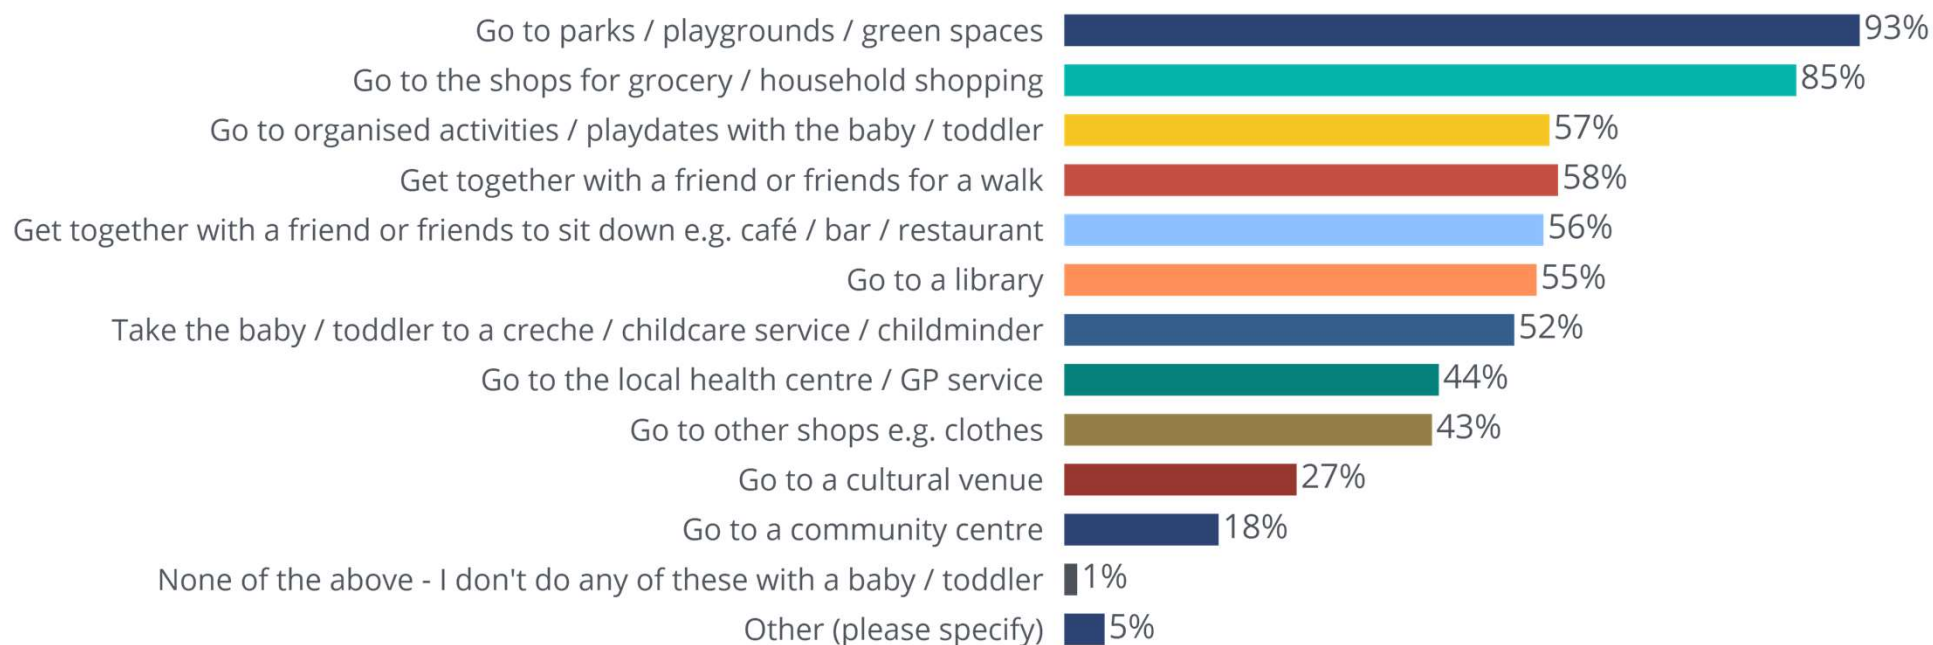 Go to parks / playgrounds / green spaces 93%
Go to the shops for grocery / household shopping 85%
Go to organised activities / playdates with the baby / toddler 57%
Get together with a friend or friends for a walk 58%
Get together with a friend or friends to sit down e.g. café / bar / restaurant 56%
Go to a library 55%
Take the baby / toddler to a creche / childcare service / childminder 52%
Go to the local health centre / GP service 44%
Go to other shops e.g. clothes 43%
Go to a cultural venue 27%
Go to a community centre 18%
None of the above - I don't do any of these with a baby / toddler 1%
Other (please specify) 5%